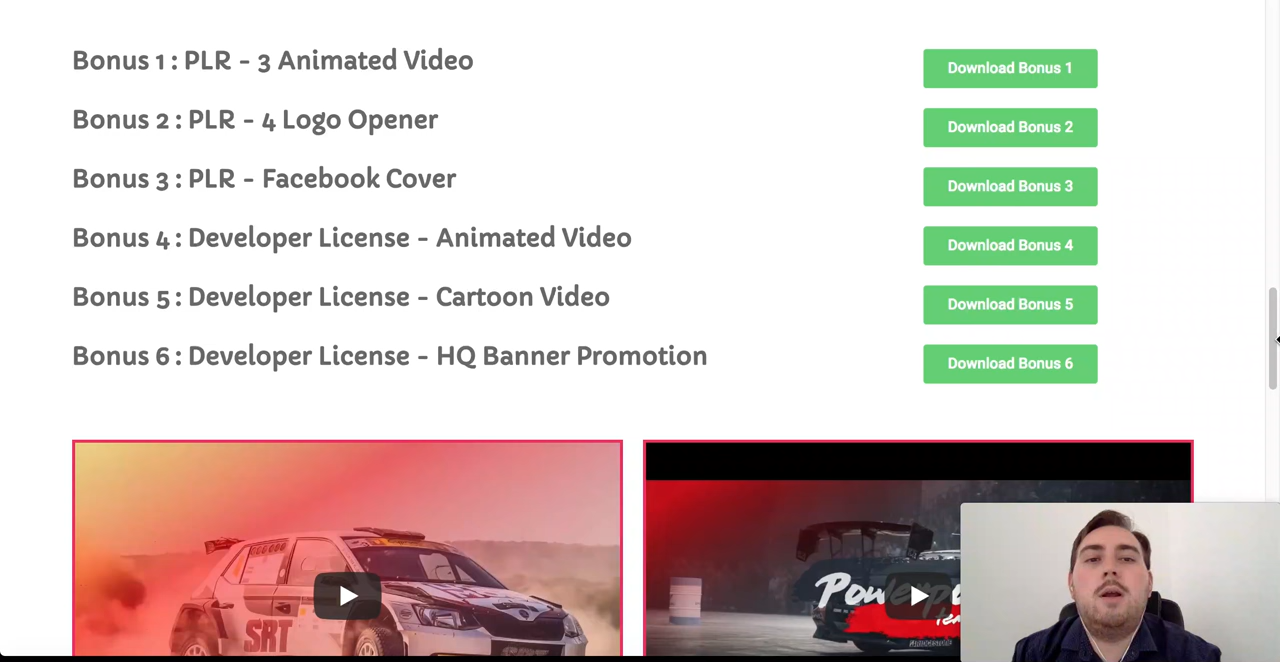 Bonus 1 : PLR - 3 Animated Video
Download Bonus 1
Bonus 2 : PLR - 4 Logo Opener
Download Bonus 2
Bonus 3 : PLR - Facebook Cover
Download Bonus 3
Bonus 4 : Developer License - Animated Video
Download Bonus 4
Bonus 5 : Developer License - Cartoon Video
Download Bonus 5
Bonus 6 : Developer License - HQ Banner Promotion
Download Bonus 6
SRT